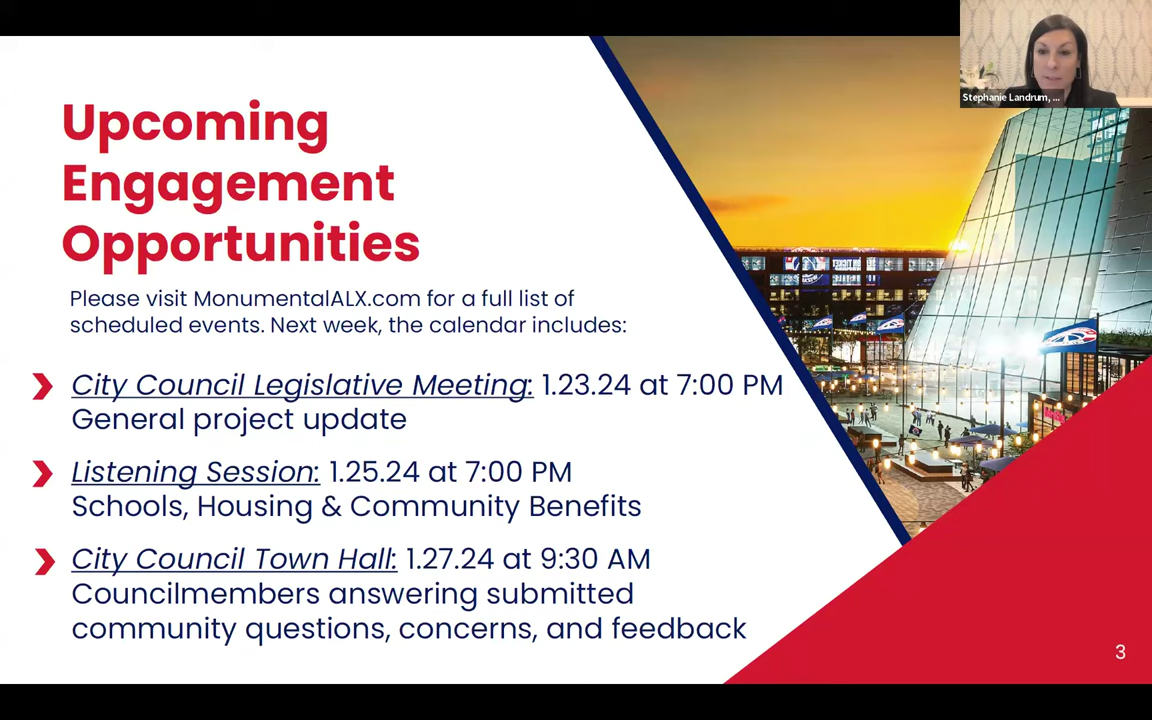 Stephanie Landrum, ...
Upcoming
Engagement
Opportunities
Please visit MonumentalALX.com for a full list of
scheduled events. Next week, the calendar includes:
City Council Legislative Meeting: 1.23.24 at 7:00 PM
General project update
Listening Session: 1.25.24 at 7:00 PM
Schools, Housing & Community Benefits
City Council Town Hall: 1.27.24 at 9:30 AM
Councilmembers answering submitted
community questions, concerns, and feedback
3